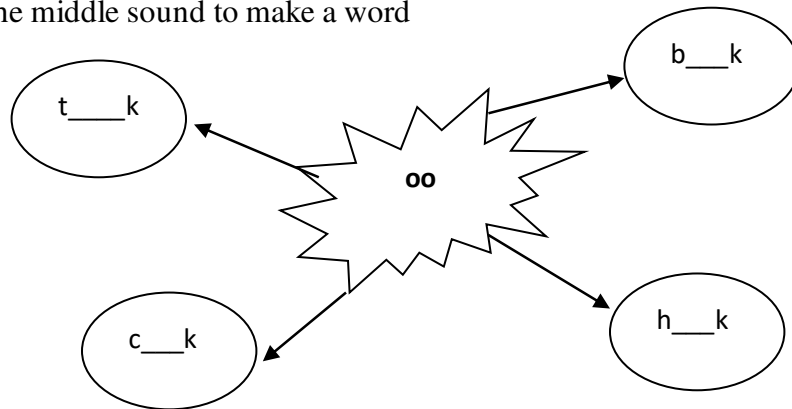 he middle sound to make a word
b___k
t____k
oo
h___k
c___k